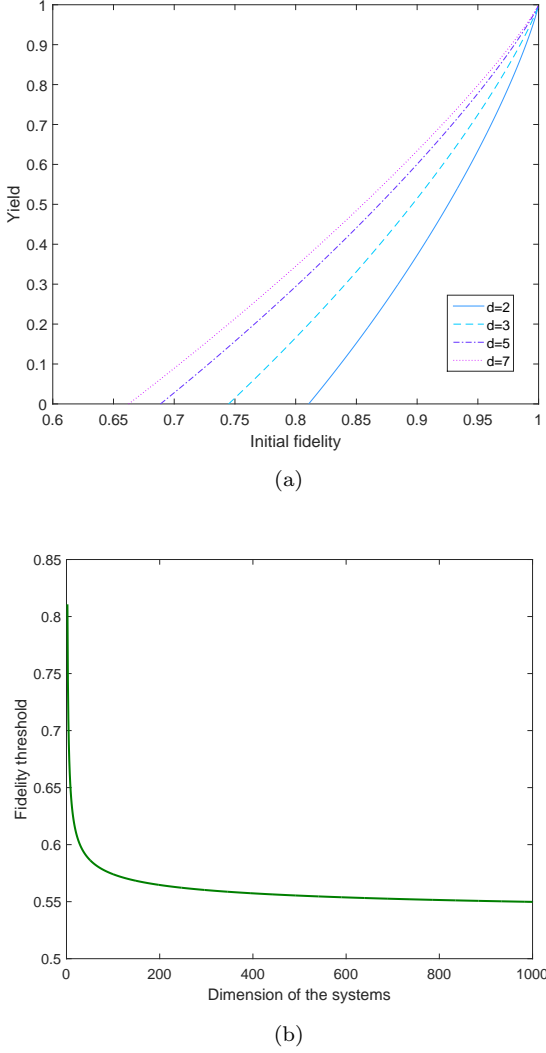 1
0.9
0.8
0.7
0.6
0.5
0.4
0.3
0.2
0.1
0
Yield
d=2
d=3
d=5
d=7
0.6 0.65 0.7 0.75 0.8 0.85 0.9 0.95 1
Initial fidelity
(a)
0.85
0.8
0.75
0.7
0.65
0.6
0.55
0.5
Fidelity threshold
0 200 400 600 800 1000
Dimension of the systems
(b)